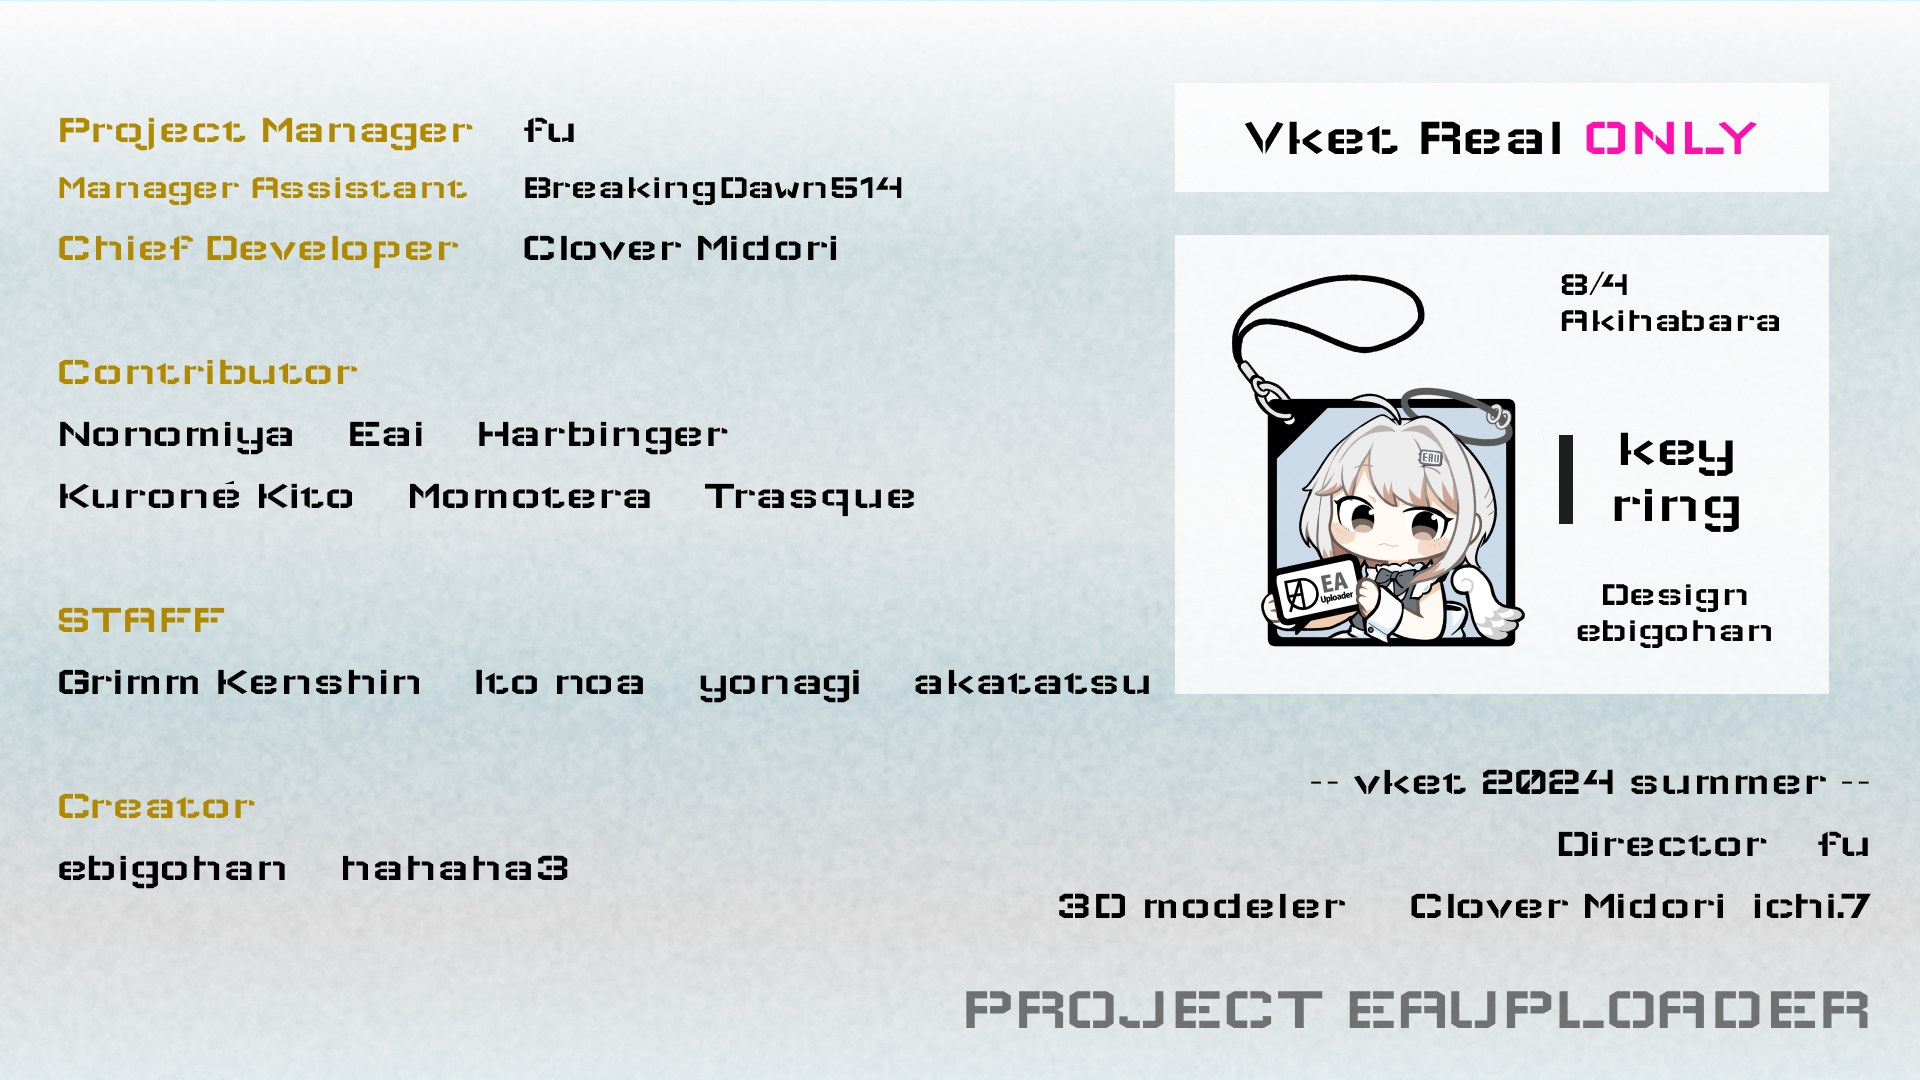 Project Manager fu
Manager Assistant BreakingDawn514
Chief Developer Clover Midori
Contributor
Nonomiya Eai Harbinger
Kuroné Kito Momotera Trasque
STAFF
Grimm Kenshin Ito noa yonagi akatatsu
Creator
ebigohan hahaha3
Vket Real ONLY
8/4
Akihabara
EAU
EA
Uploader
key
ring
Design
ebigohan
-- vket 2024 summer --
Director fu
3D modeler Clover Midori ichi.7
PROJECT EAUPLOADER